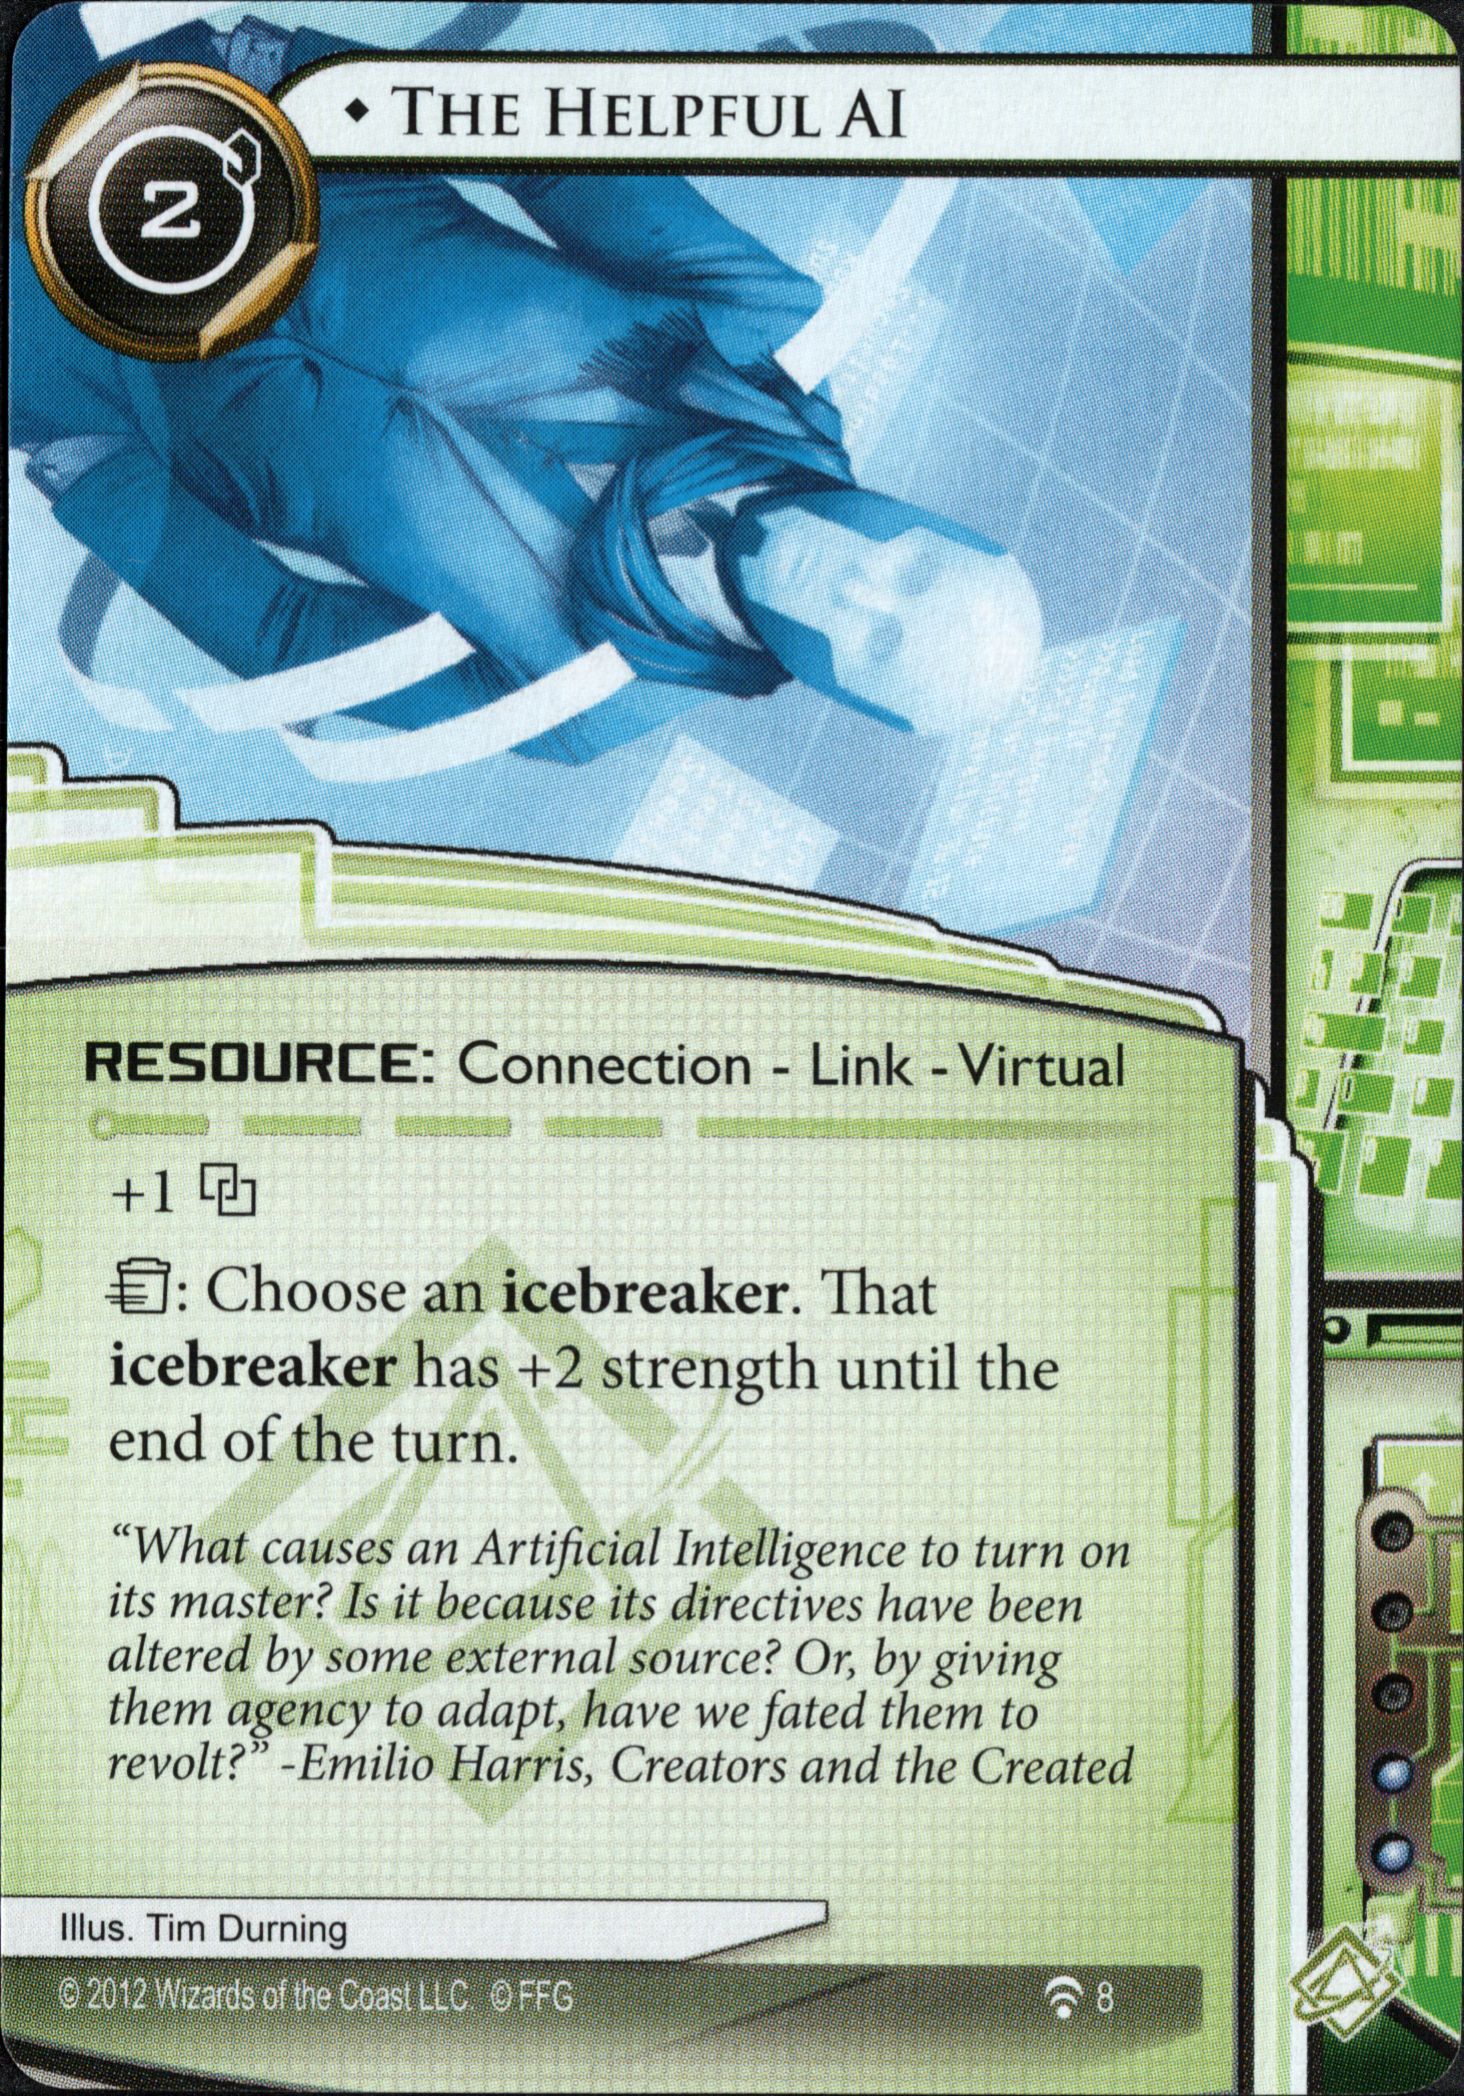 ♦ The Helpful AI
2
RESOURCE: Connection - Link - Virtual
+1
: Choose an icebreaker. That
icebreaker has +2 strength until the
end of the turn.
“What causes an Artificial Intelligence to turn on
its master? Is it because its directives have been
altered by some external source? Or, by giving
them agency to adapt, have we fated them to
revolt?” -Emilio Harris, Creators and the Created
Illus. Tim Durning
© 2012 Wizards of the Coast LLC © FFG
8